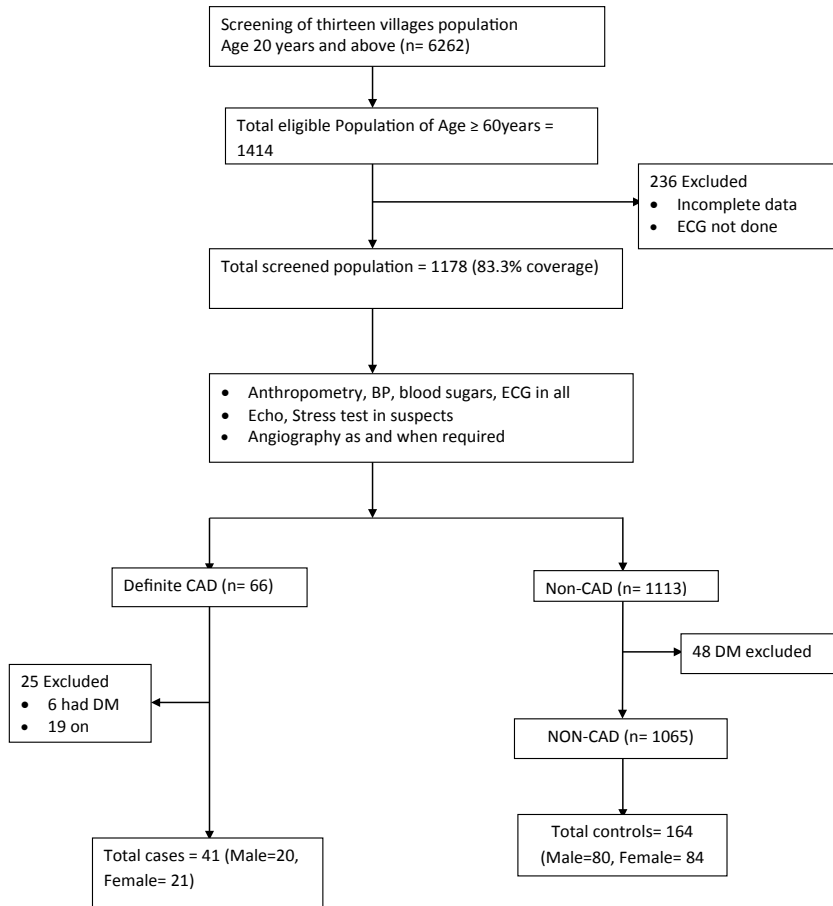 Screening of thirteen villages population
Age 20 years and above (n= 6262)
Total eligible Population of Age ≥ 60years =
1414
236 Excluded
• Incomplete data
• ECG not done
Total screened population = 1178 (83.3% coverage)
• Anthropometry, BP, blood sugars, ECG in all
• Echo, Stress test in suspects
• Angiography as and when required
Definite CAD (n= 66)
Non-CAD (n= 1113)
48 DM excluded
25 Excluded
• 6 had DM
• 19 on
NON-CAD (n= 1065)
Total cases = 41 (Male=20,
Female= 21)
Total controls= 164
(Male=80, Female= 84